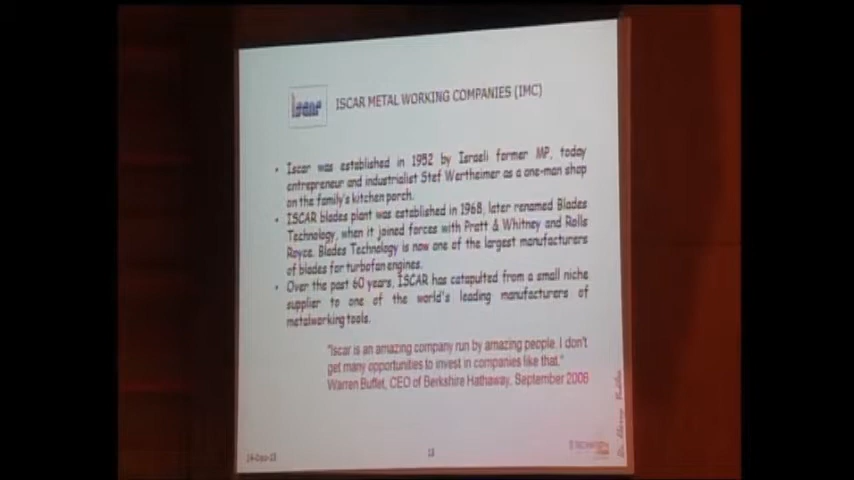 Iscar
ISCAR METAL WORKING COMPANIES (IMC)
• Iscar was established in 1952 by Israeli former MP, today
entrepreneur and industrialist Stef Wertheimer as a one-man shop
on the family's kitchen porch.
• ISCAR blades plant was established in 1968, later renamed Blades
Technology, when it joined forces with Pratt & Whitney and Rolls
Royce. Blades Technology is now one of the largest manufacturers
of blades for turbofan engines.
• Over the past 60 years, ISCAR has catapulted from a small niche
supplier to one of the world's leading manufacturers of
metalworking tools.
"Iscar is an amazing company run by amazing people. I don't
get many opportunities to invest in companies like that."
Warren Buffet, CEO of Berkshire Hathaway, September 2006
13